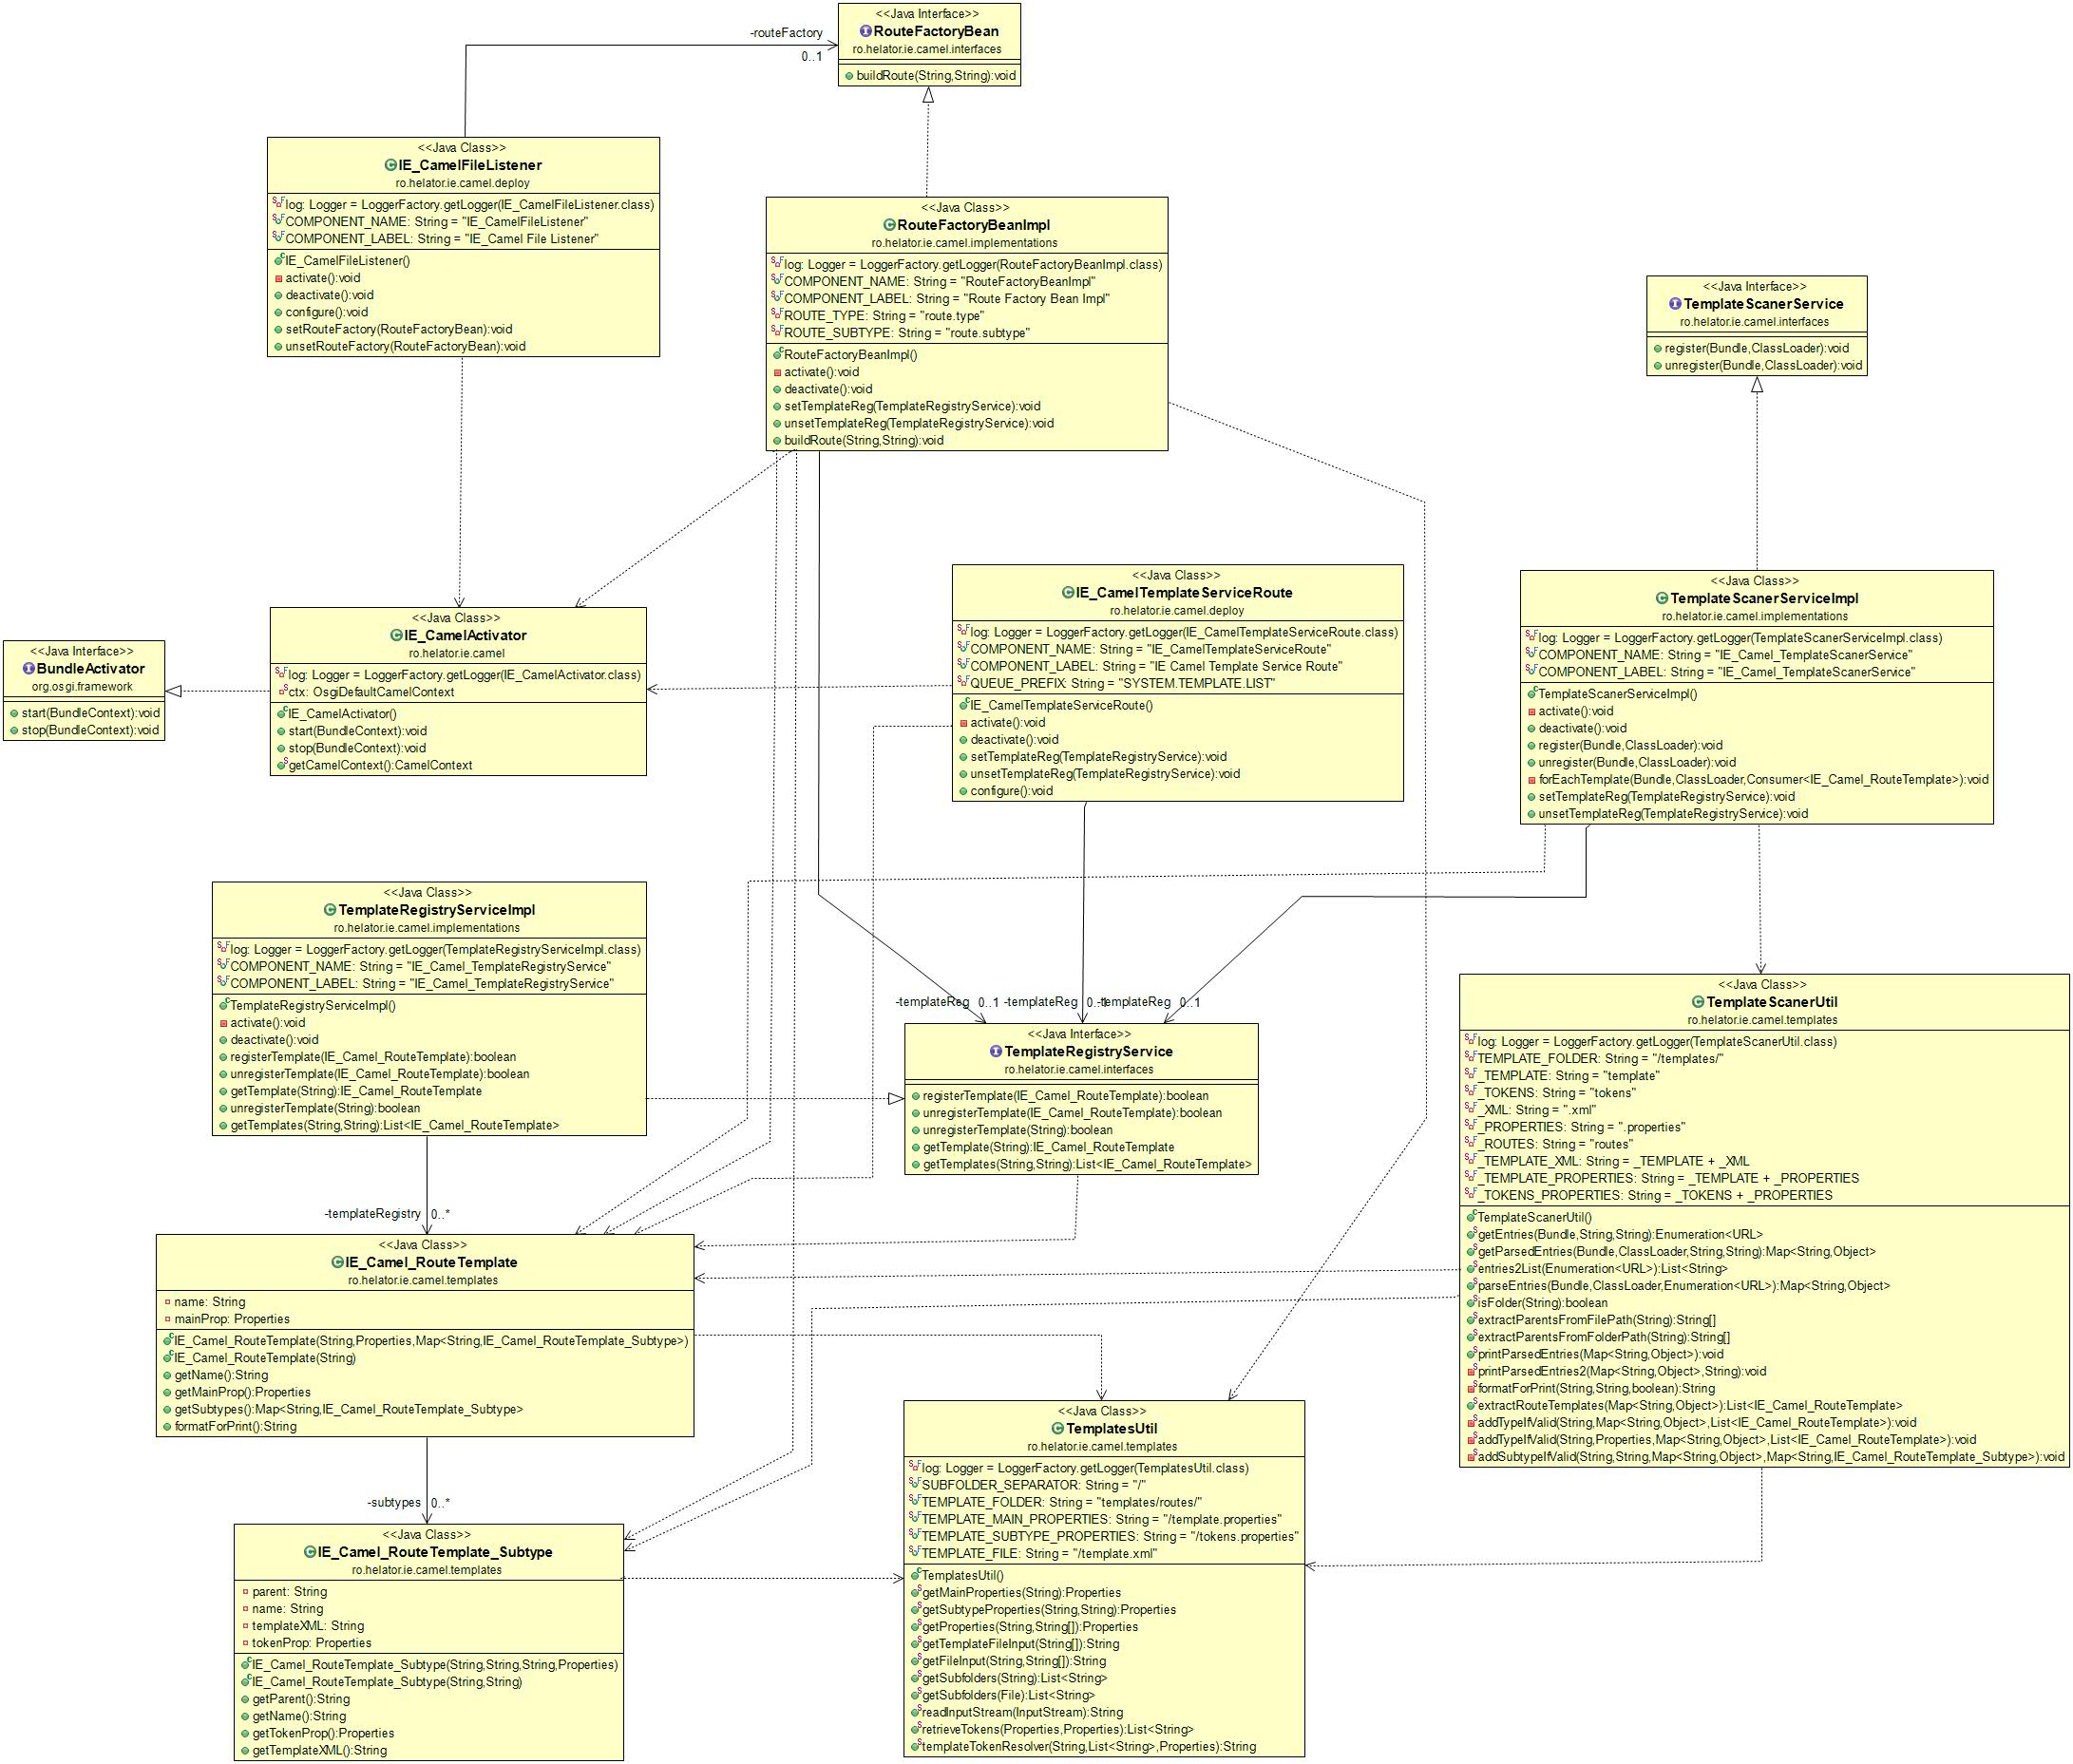 <<Java Interface>>
RouteFactoryBean
ro.helator.ie.camel.interfaces
buildRoute(String,String):void
-routeFactory
0..1
<<Java Class>>
IE_CamelFileListener
ro.helator.ie.camel.deploy
log: Logger = LoggerFactory.getLogger(IE_CamelFileListener.class)
COMPONENT_NAME: String = "IE_CamelFileListener"
COMPONENT_LABEL: String = "IE_Camel File Listener"
IE_CamelFileListener()
activate():void
deactivate():void
configure():void
setRouteFactory(RouteFactoryBean):void
unsetRouteFactory(RouteFactoryBean):void
<<Java Class>>
RouteFactoryBeanImpl
ro.helator.ie.camel.implementations
log: Logger = LoggerFactory.getLogger(RouteFactoryBeanImpl.class)
COMPONENT_NAME: String = "RouteFactoryBeanImpl"
COMPONENT_LABEL: String = "Route Factory Bean Impl"
ROUTE_TYPE: String = "route.type"
ROUTE_SUBTYPE: String = "route.subtype"
RouteFactoryBeanImpl()
activate():void
deactivate():void
setTemplateReg(TemplateRegistryService):void
unsetTemplateReg(TemplateRegistryService):void
buildRoute(String,String):void
<<Java Interface>>
TemplateScanerService
ro.helator.ie.camel.interfaces
register(Bundle,ClassLoader):void
unregister(Bundle,ClassLoader):void
<<Java Interface>>
BundleActivator
org.osgi.framework
start(BundleContext):void
stop(BundleContext):void
<<Java Class>>
IE_CamelActivator
ro.helator.ie.camel
log: Logger = LoggerFactory.getLogger(IE_CamelActivator.class)
ctx: OsgiDefaultCamelContext
IE_CamelActivator()
start(BundleContext):void
stop(BundleContext):void
getCamelContext():CamelContext
<<Java Class>>
IE_CamelTemplateServiceRoute
ro.helator.ie.camel.deploy
log: Logger = LoggerFactory.getLogger(IE_CamelTemplateServiceRoute.class)
COMPONENT_NAME: String = "IE_CamelTemplateServiceRoute"
COMPONENT_LABEL: String = "IE Camel Template Service Route"
QUEUE_PREFIX: String = "SYSTEM.TEMPLATE.LIST"
IE_CamelTemplateServiceRoute()
activate():void
deactivate():void
setTemplateReg(TemplateRegistryService):void
unsetTemplateReg(TemplateRegistryService):void
configure():void
<<Java Class>>
TemplateScanerServiceImpl
ro.helator.ie.camel.implementations
log: Logger = LoggerFactory.getLogger(TemplateScanerServiceImpl.class)
COMPONENT_NAME: String = "IE_Camel_TemplateScanerService"
COMPONENT_LABEL: String = "IE_Camel_TemplateScanerService"
TemplateScanerServiceImpl()
activate():void
deactivate():void
register(Bundle,ClassLoader):void
unregister(Bundle,ClassLoader):void
forEachTemplate(Bundle,ClassLoader,Consumer<IE_Camel_RouteTemplate>):void
setTemplateReg(TemplateRegistryService):void
unsetTemplateReg(TemplateRegistryService):void
<<Java Class>>
TemplateRegistryServiceImpl
ro.helator.ie.camel.implementations
log: Logger = LoggerFactory.getLogger(TemplateRegistryServiceImpl.class)
COMPONENT_NAME: String = "IE_Camel_TemplateRegistryService"
COMPONENT_LABEL: String = "IE_Camel_TemplateRegistryService"
TemplateRegistryServiceImpl()
activate():void
deactivate():void
registerTemplate(IE_Camel_RouteTemplate):boolean
unregisterTemplate(IE_Camel_RouteTemplate):boolean
getTemplate(String):IE_Camel_RouteTemplate
unregisterTemplate(String):boolean
getTemplates(String,String):List<IE_Camel_RouteTemplate>
-templateReg 0..1 -templateReg 0..1 -templateReg 0..1
<<Java Interface>>
TemplateRegistryService
ro.helator.ie.camel.interfaces
registerTemplate(IE_Camel_RouteTemplate):boolean
unregisterTemplate(IE_Camel_RouteTemplate):boolean
unregisterTemplate(String):boolean
getTemplate(String):IE_Camel_RouteTemplate
getTemplates(String,String):List<IE_Camel_RouteTemplate>
<<Java Class>>
TemplateScanerUtil
ro.helator.ie.camel.templates
log: Logger = LoggerFactory.getLogger(TemplateScanerUtil.class)
TEMPLATE_FOLDER: String = "/templates/"
_TEMPLATE: String = "template"
_TOKENS: String = "tokens"
_XML: String = ".xml"
_PROPERTIES: String = ".properties"
_ROUTES: String = "routes"
_TEMPLATE_XML: String = _TEMPLATE + _XML
_TEMPLATE_PROPERTIES: String = _TEMPLATE + _PROPERTIES
_TOKENS_PROPERTIES: String = _TOKENS + _PROPERTIES
TemplateScanerUtil()
getEntries(Bundle,String,String):Enumeration<URL>
getParsedEntries(Bundle,ClassLoader,String,String):Map<String,Object>
entries2List(Enumeration<URL>):List<String>
parseEntries(Bundle,ClassLoader,Enumeration<URL>):Map<String,Object>
isFolder(String):boolean
extractParentsFromFilePath(String):String[]
extractParentsFromFolderPath(String):String[]
printParsedEntries(Map<String,Object>):void
printParsedEntries2(Map<String,Object>,String):void
formatForPrint(String,String,boolean):String
extractRouteTemplates(Map<String,Object>):List<IE_Camel_RouteTemplate>
addTypeIfValid(String,Map<String,Object>,List<IE_Camel_RouteTemplate>):void
addTypeIfValid(String,Properties,Map<String,Object>,List<IE_Camel_RouteTemplate>):void
addSubtypeIfValid(String,String,Map<String,Object>,Map<String,IE_Camel_RouteTemplate_Subtype>):void
-templateRegistry 0..*
<<Java Class>>
IE_Camel_RouteTemplate
ro.helator.ie.camel.templates
name: String
mainProp: Properties
IE_Camel_RouteTemplate(String,Properties,Map<String,IE_Camel_RouteTemplate_Subtype>)
IE_Camel_RouteTemplate(String)
getName():String
getMainProp():Properties
getSubtypes():Map<String,IE_Camel_RouteTemplate_Subtype>
formatForPrint():String
-subtypes 0..*
<<Java Class>>
IE_Camel_RouteTemplate_Subtype
ro.helator.ie.camel.templates
parent: String
name: String
templateXML: String
tokenProp: Properties
IE_Camel_RouteTemplate_Subtype(String,String,String,Properties)
IE_Camel_RouteTemplate_Subtype(String,String)
getParent():String
getName():String
getTokenProp():Properties
getTemplateXML():String
<<Java Class>>
TemplatesUtil
ro.helator.ie.camel.templates
log: Logger = LoggerFactory.getLogger(TemplatesUtil.class)
SUBFOLDER_SEPARATOR: String = "/"
TEMPLATE_FOLDER: String = "templates/routes/"
TEMPLATE_MAIN_PROPERTIES: String = "/template.properties"
TEMPLATE_SUBTYPE_PROPERTIES: String = "/tokens.properties"
TEMPLATE_FILE: String = "/template.xml"
TemplatesUtil()
getMainProperties(String):Properties
getSubtypeProperties(String,String):Properties
getProperties(String,String[]):Properties
getTemplateFileInput(String[]):String
getFileInput(String,String[]):String
getSubfolders(String):List<String>
getSubfolders(File):List<String>
readInputStream(InputStream):String
retrieveTokens(Properties,Properties):List<String>
templateTokenResolver(String,List<String>,Properties):String